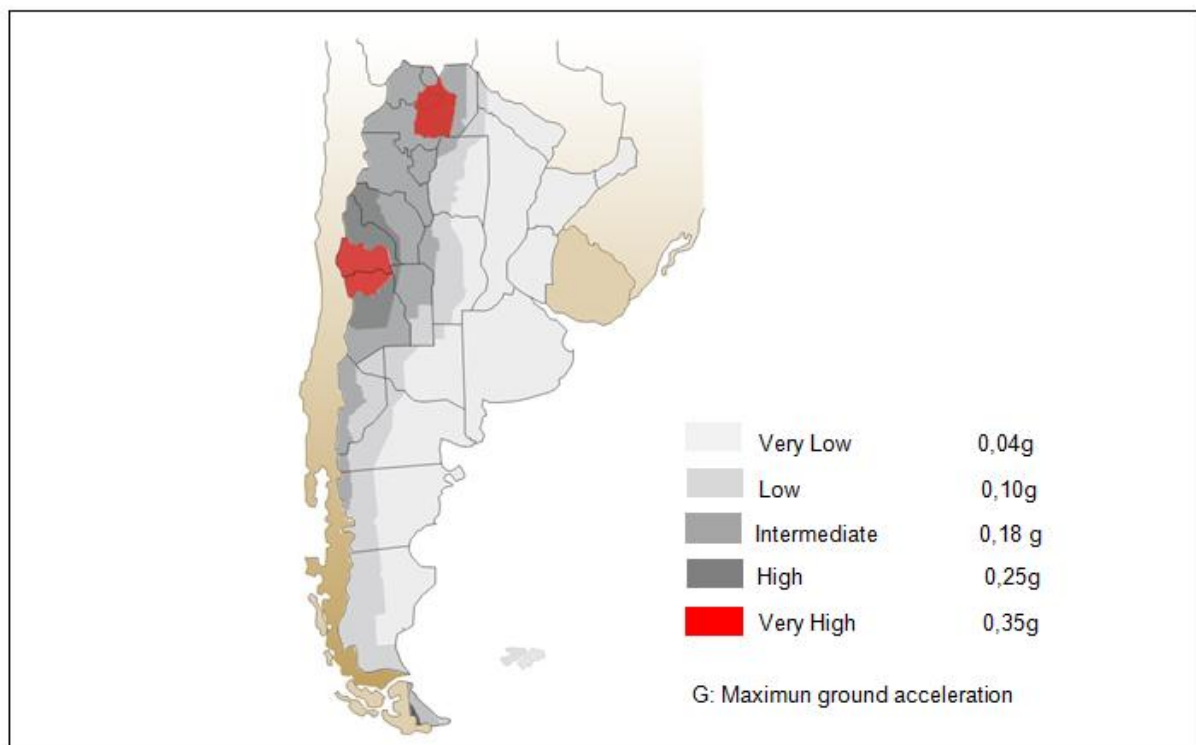 Very Low 0,04g
Low 0,10g
Intermediate 0,18 g
High 0,25g
Very High 0,35g
G: Maximun ground acceleration